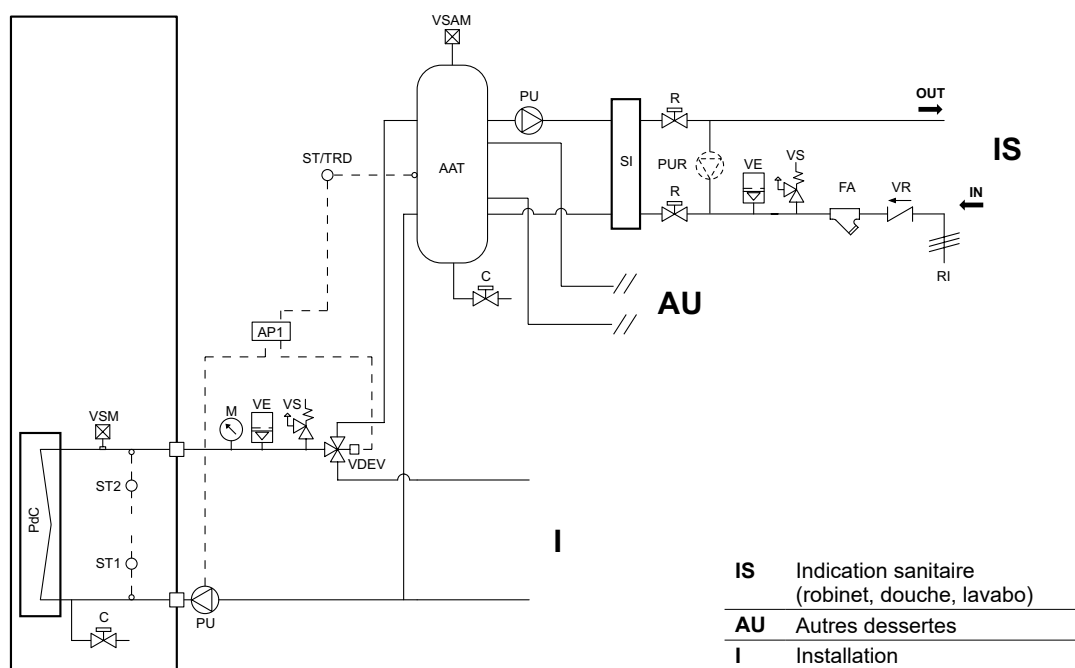 VSAM
PU
R
OUT
IS
ST/TRD
AAT
SI
PUR
VE
VS
R
FA
VR
IN
RI
C
AU
AP1
VSM
M
VE
VS
VDEV
ST2
PdC
ST1
I
C
PU
IS Indication sanitaire
(robinet, douche, lavabo)
AU Autres dessertes
I Installation